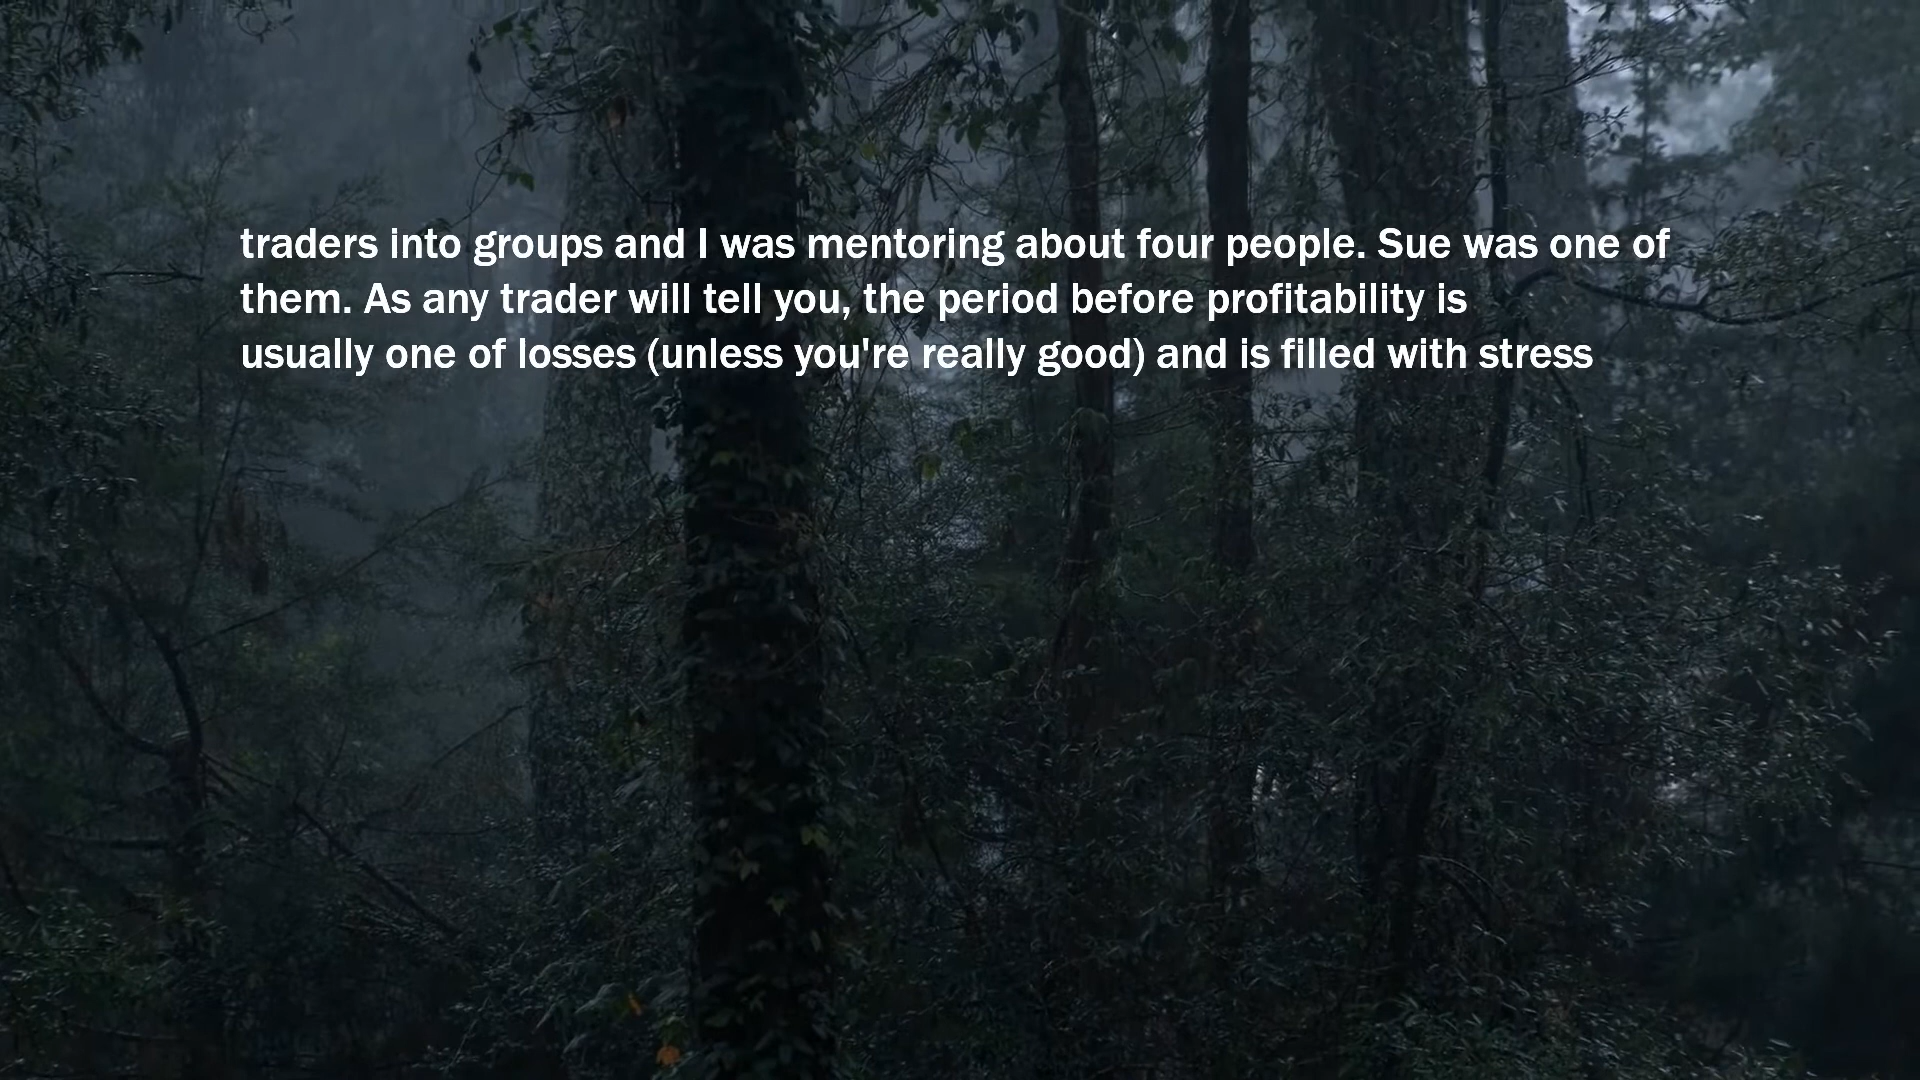 traders into groups and I was mentoring about four people. Sue was one of
them. As any trader will tell you, the period before profitability is
usually one of losses (unless you're really good) and is filled with stress